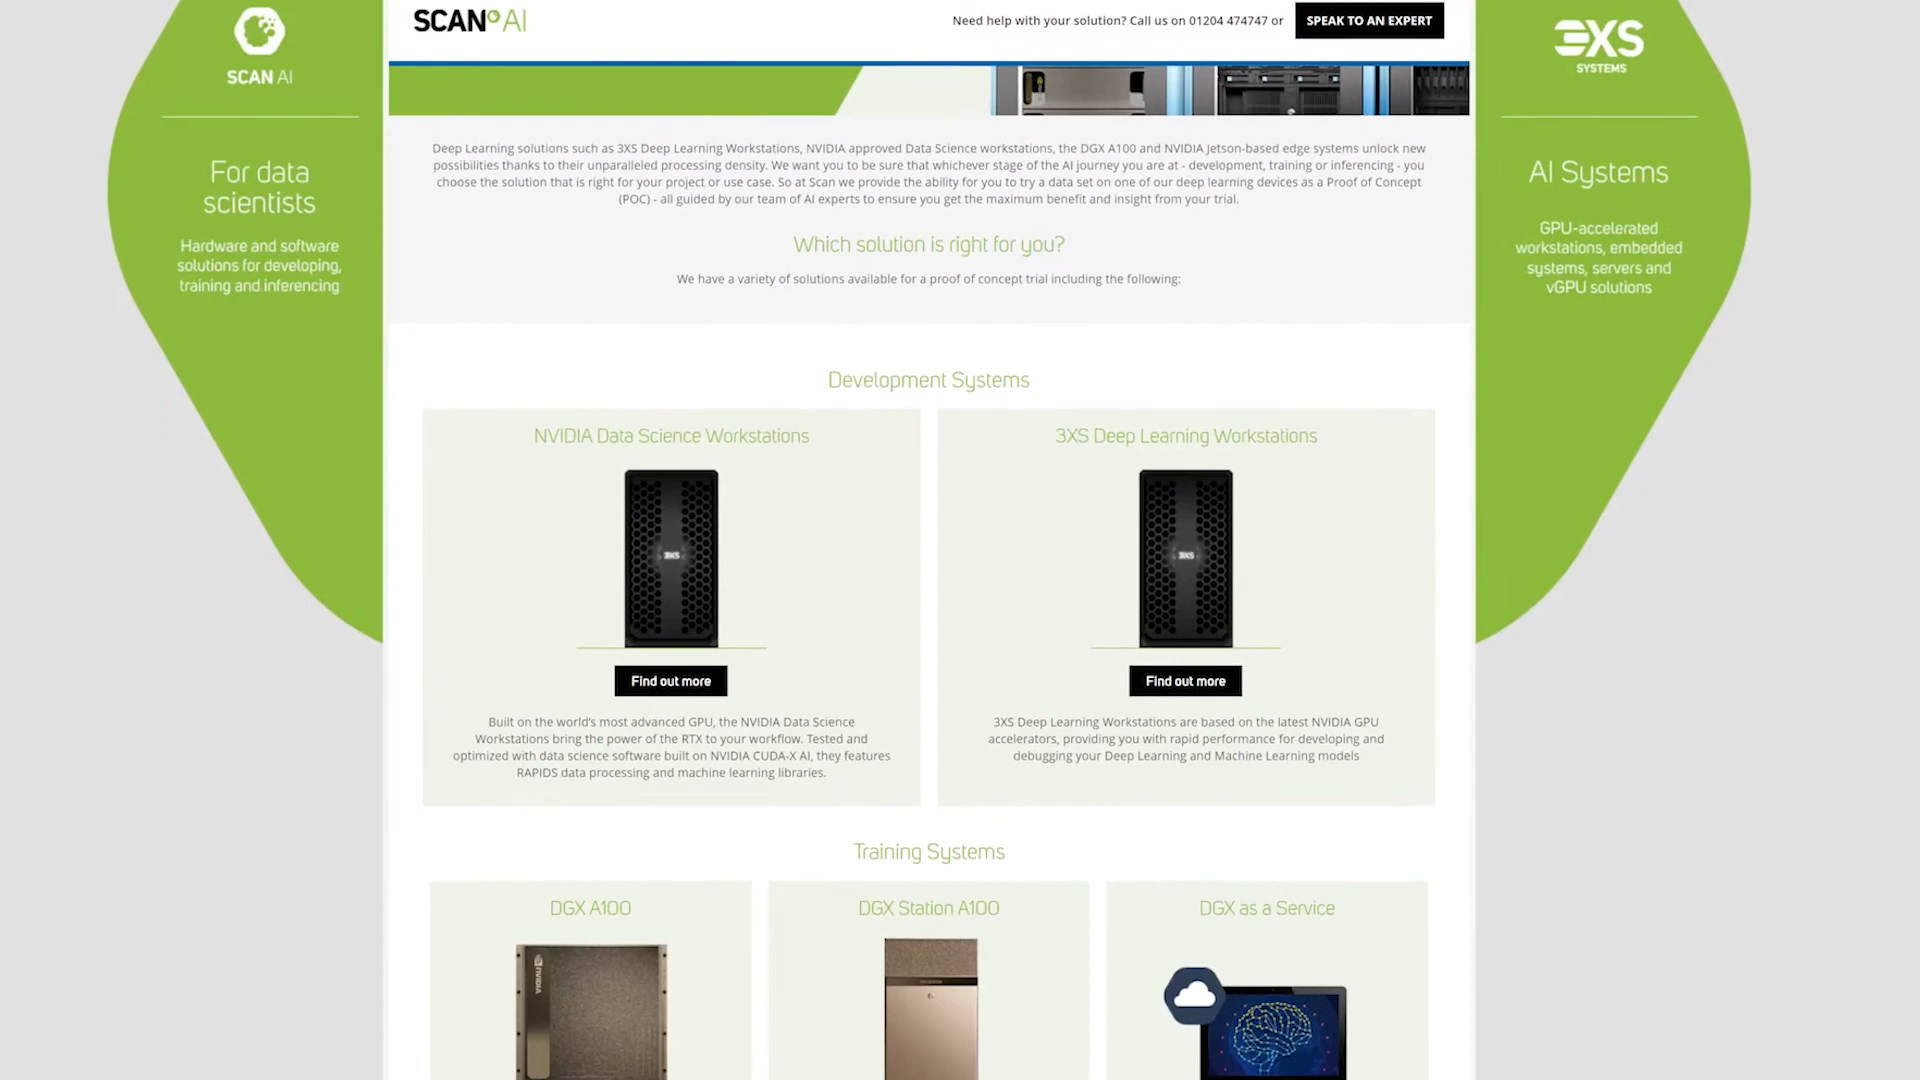 SCAN AI
Need help with your solution? Call us on 01204 474747 or
SPEAK TO AN EXPERT
SCAN AI
For data
scientists
Hardware and software
solutions for developing,
training and inferencing
3XS
SYSTEMS
AI Systems
GPU-accelerated
workstations, embedded
systems, servers and
vGPU solutions
Deep Learning solutions such as 3XS Deep Learning Workstations, NVIDIA approved Data Science workstations, the DGX A100 and NVIDIA Jetson-based edge systems unlock new
possibilities thanks to their unparalleled processing density. We want you to be sure that whichever stage of the AI journey you are at - development, training or inferencing - you
choose the solution that is right for your project or use case. So at Scan we provide the ability for you to try a data set on one of our deep learning devices as a Proof of Concept
(POC) - all guided by our team of AI experts to ensure you get the maximum benefit and insight from your trial.
Which solution is right for you?
We have a variety of solutions available for a proof of concept trial including the following:
Development Systems
NVIDIA Data Science Workstations
3XS
Find out more
Built on the world's most advanced GPU, the NVIDIA Data Science
Workstations bring the power of the RTX to your workflow. Tested and
optimized with data science software built on NVIDIA CUDA-X AI, they features
RAPIDS data processing and machine learning libraries.
3XS Deep Learning Workstations
3XS
Find out more
3XS Deep Learning Workstations are based on the latest NVIDIA GPU
accelerators, providing you with rapid performance for developing and
debugging your Deep Learning and Machine Learning models
Training Systems
DGX A100
NVIDIA
DGX Station A100
DGX as a Service